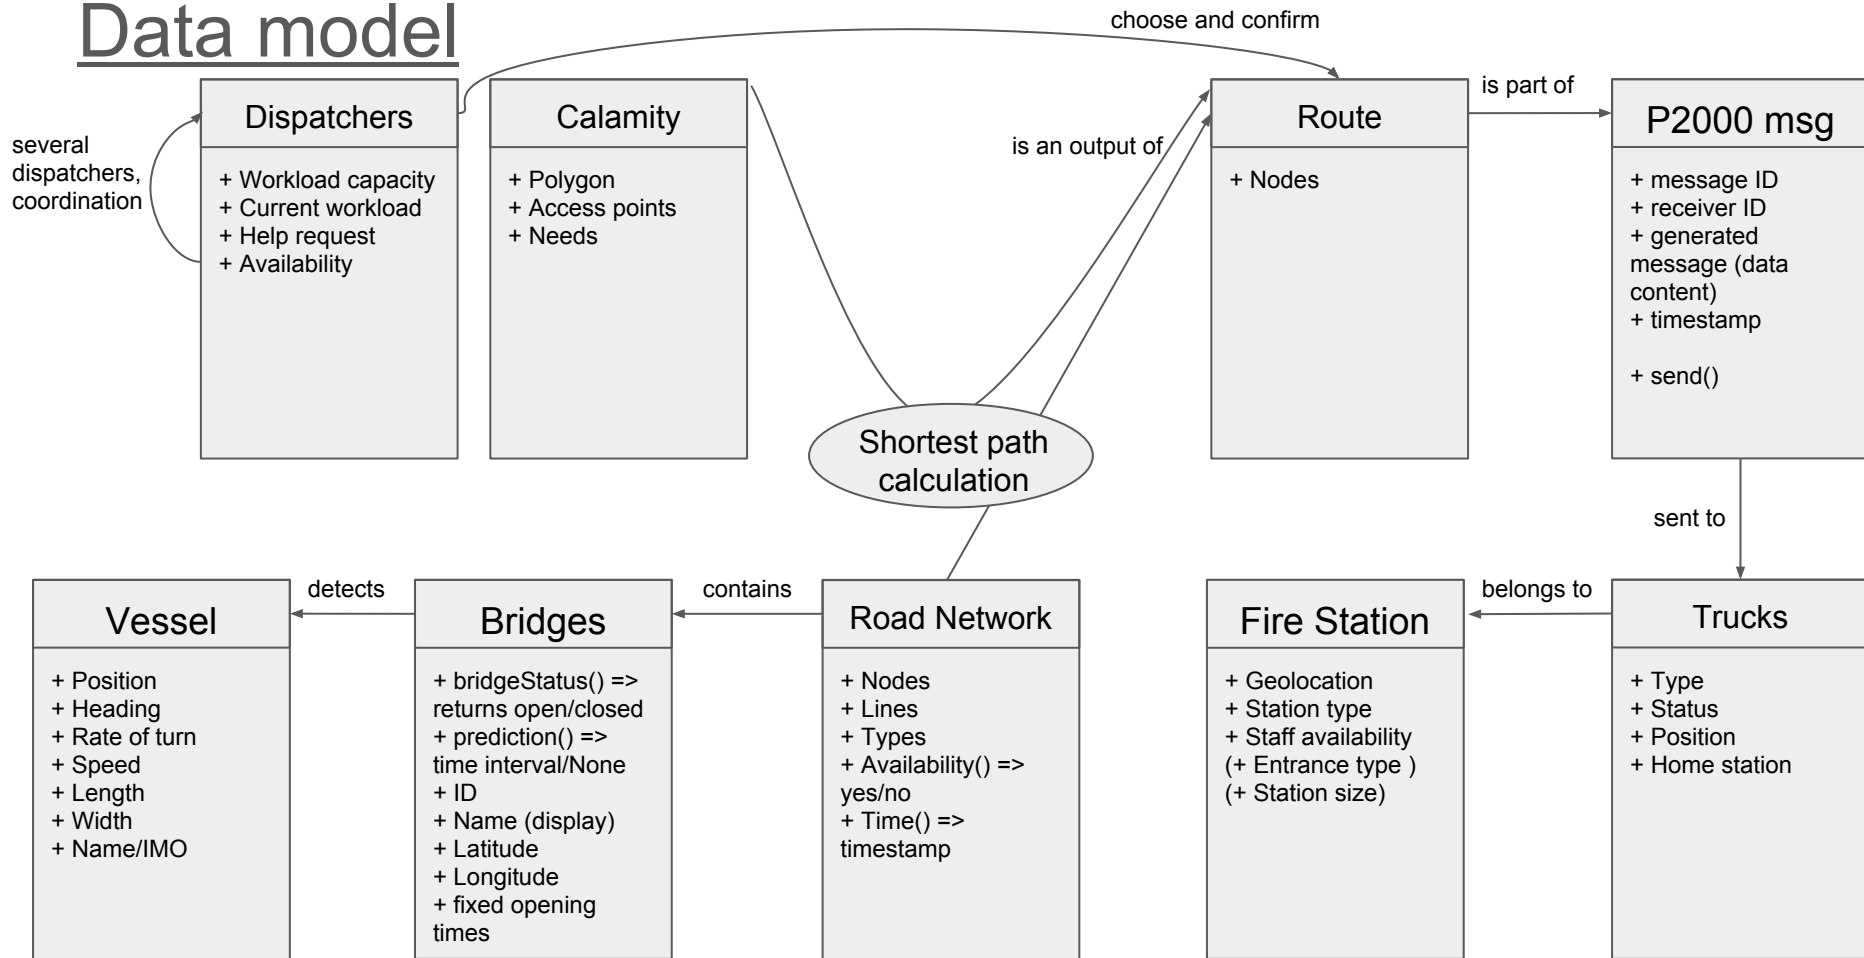 Data model
choose and confirm
several
dispatchers,
coordination
Dispatchers
+ Workload capacity
+ Current workload
+ Help request
+ Availability
Calamity
+ Polygon
+ Access points
+ Needs
is an output of
Route
+ Nodes
is part of
P2000 msg
+ message ID
+ receiver ID
+ generated
message (data
content)
+ timestamp
+ send()
Shortest path
calculation
sent to
Vessel
+ Position
+ Heading
+ Rate of turn
+ Speed
+ Length
+ Width
+ Name/IMO
detects
Bridges
+ bridgeStatus() =>
returns open/closed
+ prediction() =>
time interval/None
+ ID
+ Name (display)
+ Latitude
+ Longitude
+ fixed opening
times
contains
Road Network
+ Nodes
+ Lines
+ Types
+ Availability() =>
yes/no
+ Time() =>
timestamp
Fire Station
+ Geolocation
+ Station type
+ Staff availability
(+ Entrance type )
(+ Station size)
belongs to
Trucks
+ Type
+ Status
+ Position
+ Home station